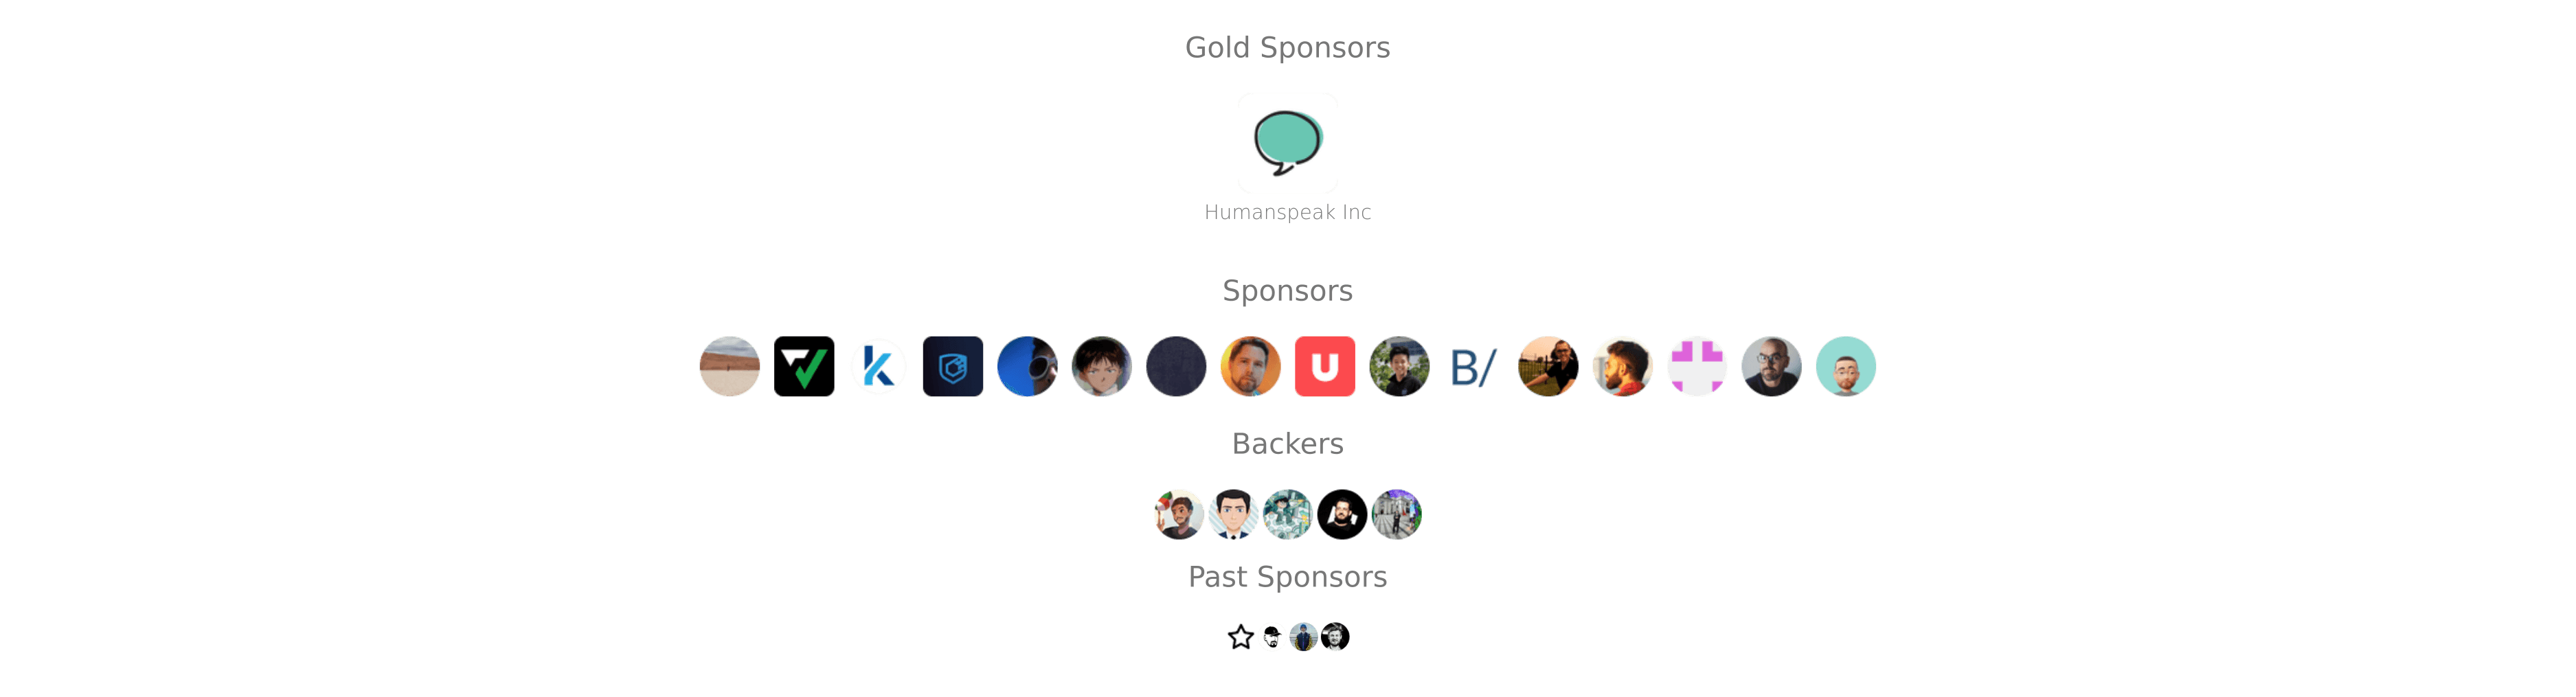 Gold Sponsors
Humanspeak Inc
Sponsors
U
B/
Backers
Past Sponsors